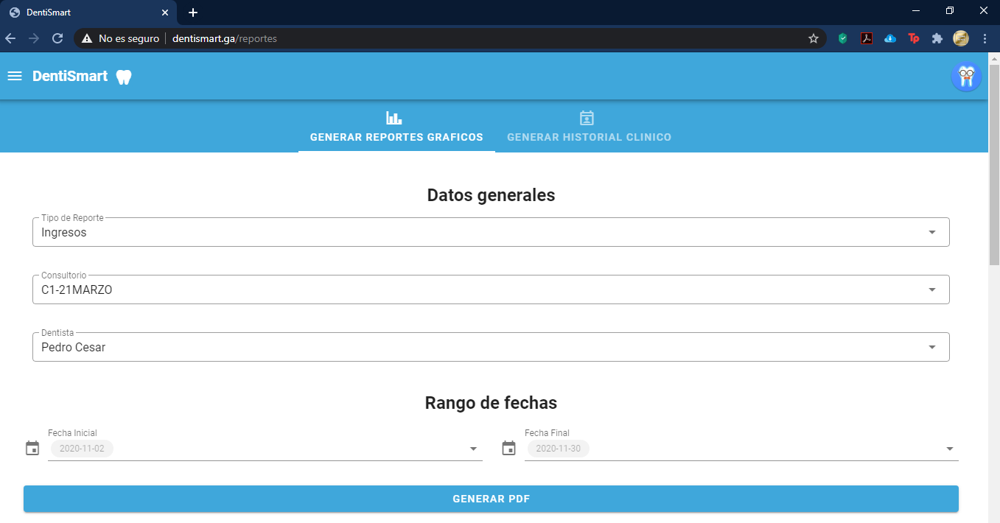 DentiSmart
No es seguro dentismart.ga/reportes
Tp
DentiSmart
GENERAR REPORTES GRAFICOS
GENERAR HISTORIAL CLINICO
Datos generales
Tipo de Reporte
Ingresos
Consultorio
C1-21MARZO
Dentista
Pedro Cesar
Rango de fechas
Fecha Inicial
2020-11-02
Fecha Final
2020-11-30
GENERAR PDF